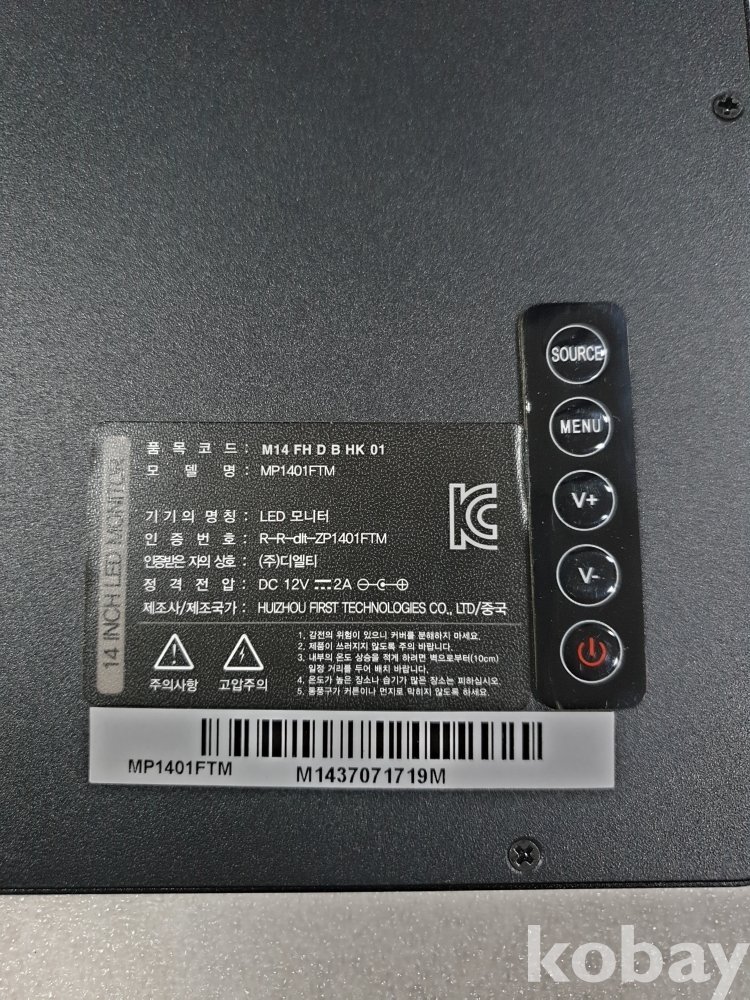 SOURCE
MENU
V+
V-
14 INCH LED MONITOR
품 목 코 드 : M14 FH D B HK 01
모 델 명 : MP1401FTM
기 기 의 명 칭 : LED 모니터
인 증 번 호 : R-R-dlt-ZP1401FTM
인증받은 자의 상호 : (주)디엘티
정 격 전 압 : DC 12V 2A
제조사/제조국가 : HUIZHOU FIRST TECHNOLOGIES CO., LTD/중국
주의사항
고압주의
1. 감전의 위험이 있으니 커버를 분해하지 마세요.
2. 제품이 쓰러지지 않도록 주의 바랍니다.
3. 내부의 온도 상승을 적게 하려면 벽으로부터(10cm)
일정 거리를 두어 배치 바랍니다.
4. 온도가 높은 장소나 습기가 많은 장소는 피하십시오.
5. 통풍구가 커튼이나 먼지로 막히지 않도록 하세요.
MP1401FTM
M1437071719M
kobay